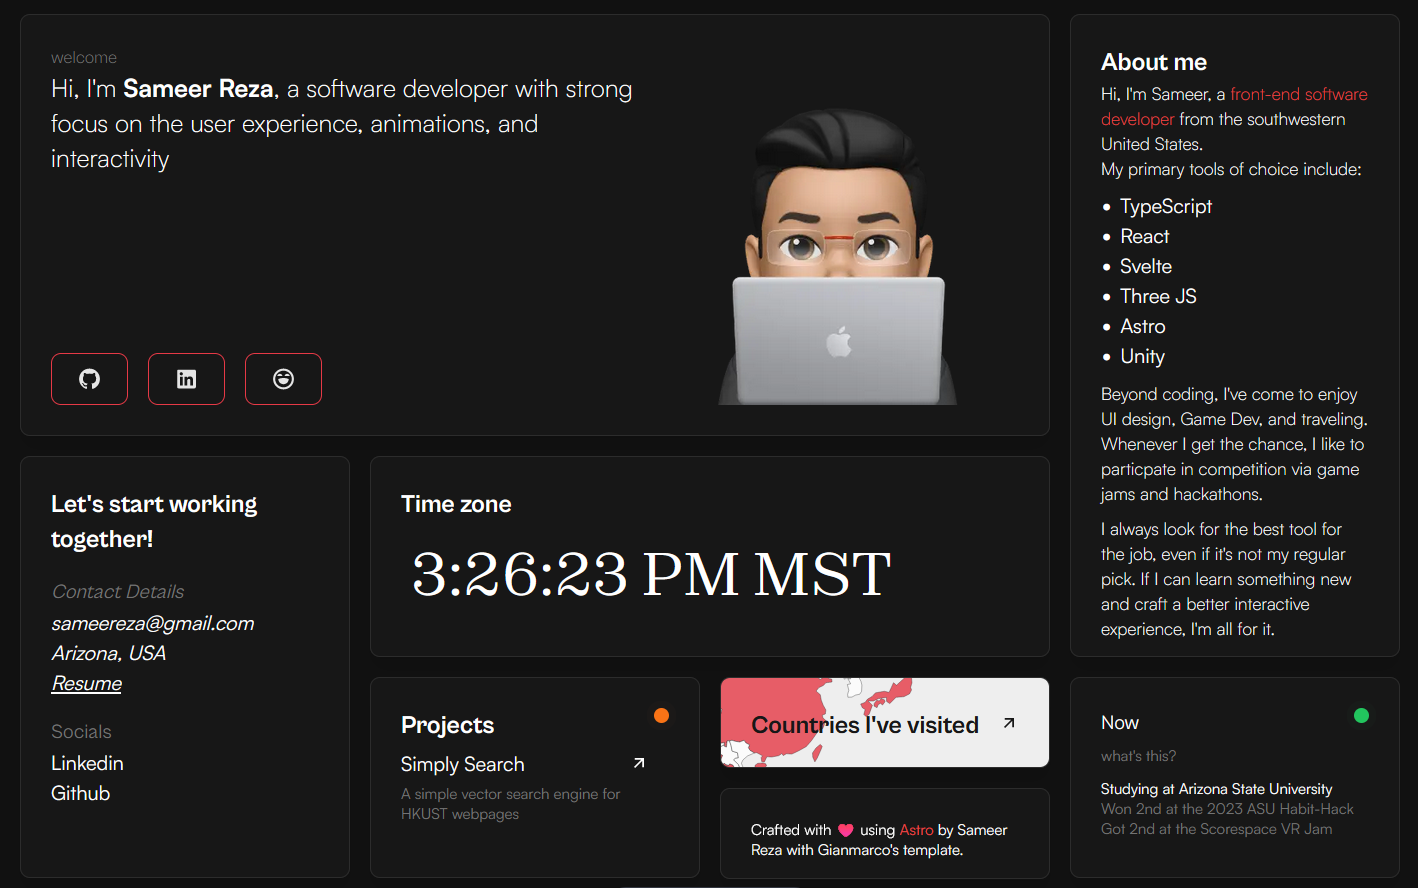 welcome
Hi, I'm Sameer Reza, a software developer with strong
focus on the user experience, animations, and
interactivity
About me
Hi, I'm Sameer, a front-end software
developer from the southwestern
United States.
My primary tools of choice include:
• TypeScript
• React
• Svelte
• Three JS
• Astro
• Unity
Beyond coding, I've come to enjoy
UI design, Game Dev, and traveling.
Whenever I get the chance, I like to
particpate in competition via game
jams and hackathons.
I always look for the best tool for
the job, even if it's not my regular
pick. If I can learn something new
and craft a better interactive
experience, I'm all for it.
Let's start working
together!
Contact Details
sameereza@gmail.com
Arizona, USA
Resume
Socials
Linkedin
Github
Time zone
3:26:23 PM MST
Projects
Simply Search
A simple vector search engine for
HKUST webpages
Countries I've visited
Crafted with ♥ using Astro by Sameer
Reza with Gianmarco's template.
Now
what's this?
Studying at Arizona State University
Won 2nd at the 2023 ASU Habit-Hack
Got 2nd at the Scorespace VR Jam